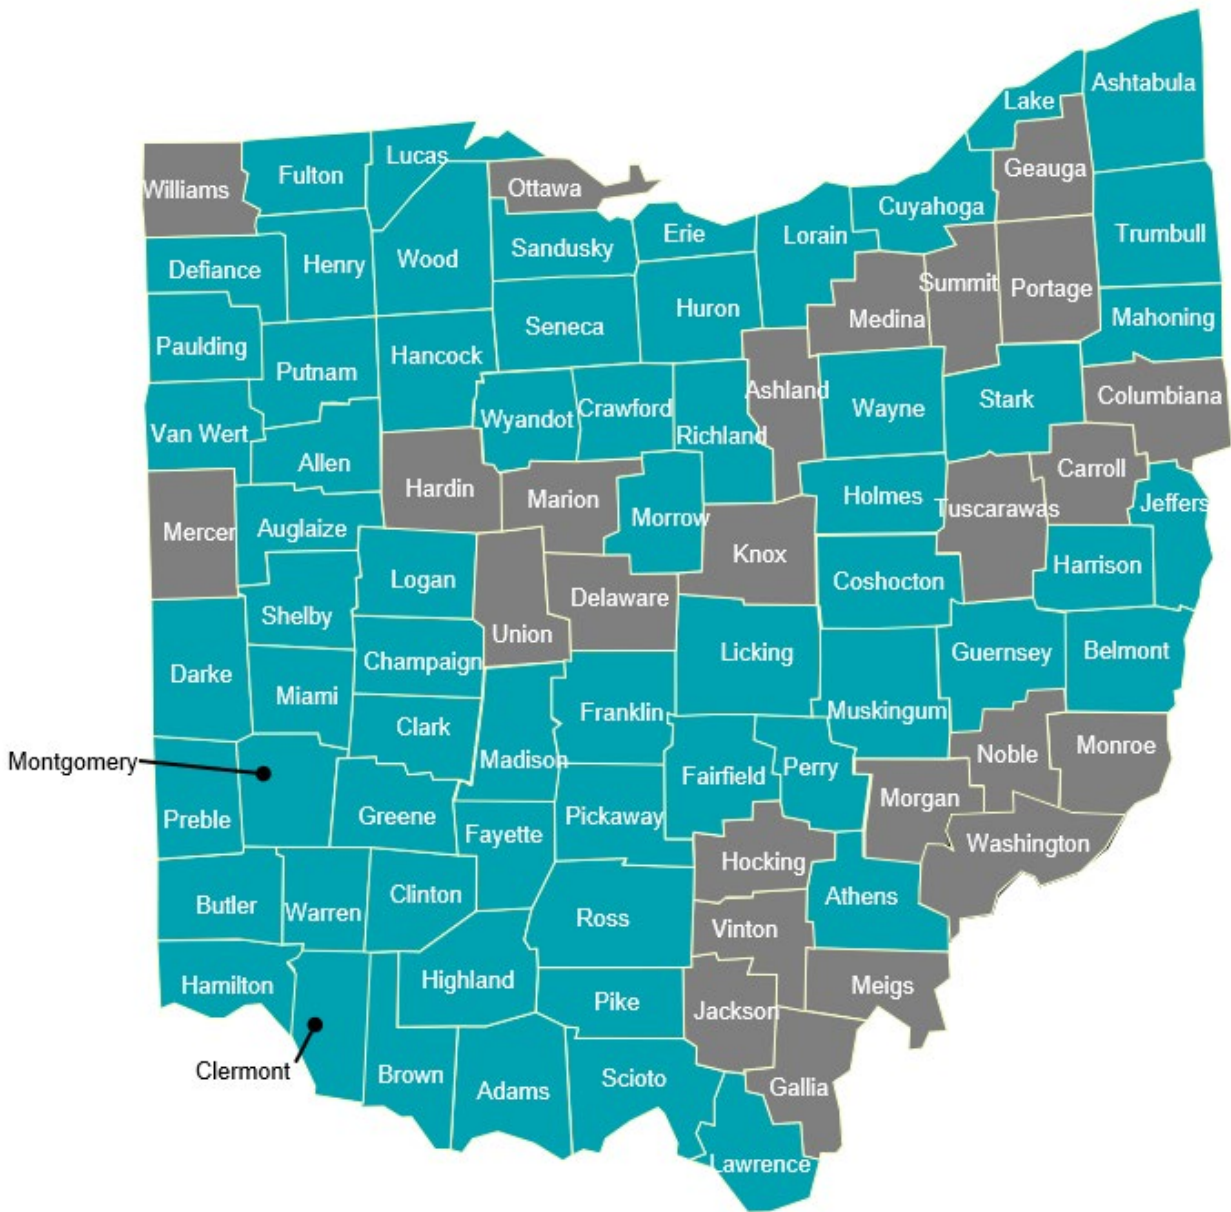 Ashtabula
Lake
Geauga
Lucas
Fulton
Williams
Ottawa
Cuyahoga
Trumbull
Erie
Lorain
Sandusky
Wood
Henry
Defiance
Summit
Portage
Huron
Medina
Mahoning
Seneca
Paulding
Hancock
Putnam
Ashland
Columbiana
Stark
Wayne
Crawford
Wyandot
Richland
Van Wert
Allen
Carroll
Hardin
Marion
Holmes
Jeffers
Tuscarawas
Morrow
Auglaize
Mercer
Knox
Harrison
Logan
Coshocton
Delaware
Shelby
Union
Belmont
Guernsey
Licking
Champaign
Darke
Miami
Franklin
Muskingum
Clark
Monroe
Noble
Madison
Montgomery
Perry
Fairfield
Morgan
Pickaway
Greene
Preble
Fayette
Washington
Hocking
Clinton
Athens
Butler
Warren
Ross
Vinton
Highland
Hamilton
Meigs
Pike
Jackson
Clermont
Brown
Scioto
Gallia
Adams
Lawrence